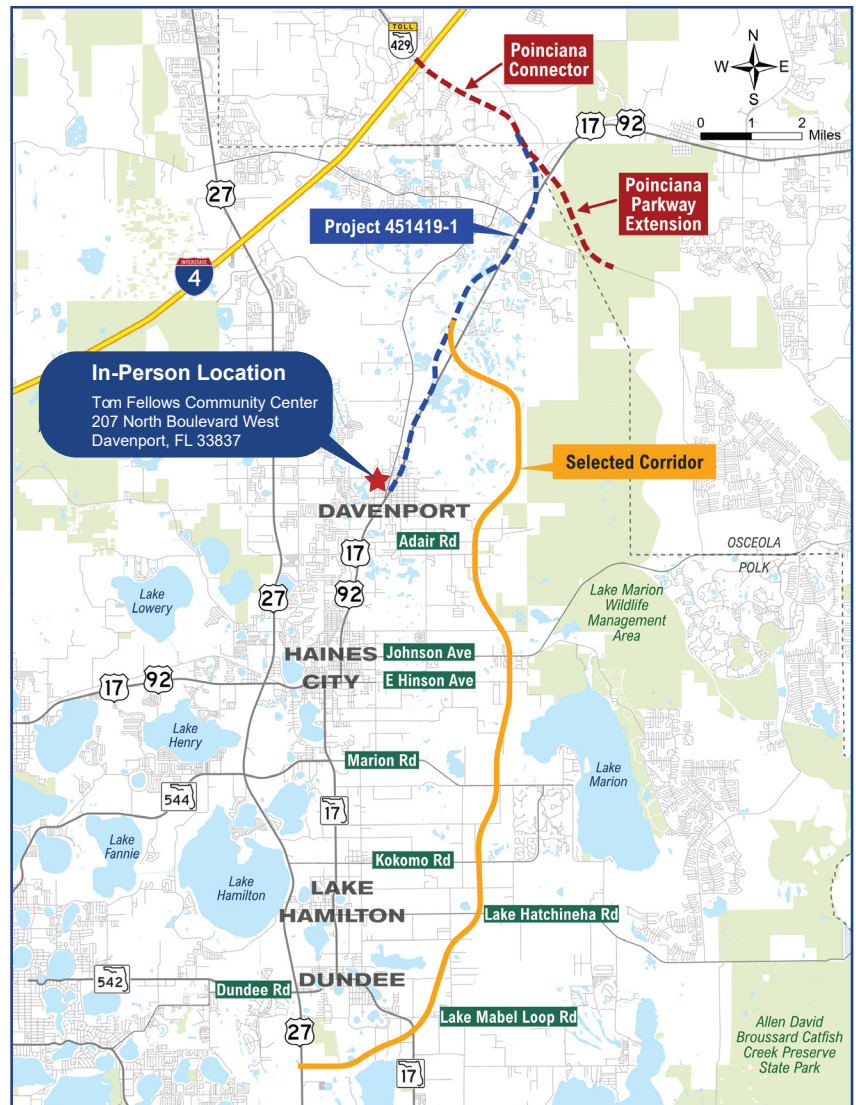 TOLL
429
Poinciana
Connector
N
W E
S
0 1 2
Miles
17 92
27
Poinciana
Parkway
Extension
Project 451419-1
INTERSTATE
4
In-Person Location
Tom Fellows Community Center
207 North Boulevard West
Davenport, FL 33837
Selected Corridor
DAVENPORT
17
Adair Rd
92
OSCEOLA
POLK
Lake
Lowery
27
Lake Marion
Wildlife
Management
Area
HAINES
CITY
Johnson Ave
17 92
E Hinson Ave
Lake
Henry
Marion Rd
Lake
Marion
544
17
Lake
Fannie
Kokomo Rd
Lake
Hamilton
LAKE
HAMILTON
Lake Hatchineha Rd
542
Dundee Rd
DUNDEE
Lake Mabel Loop Rd
27
17
Allen David
Broussard Catfish
Creek Preserve
State Park